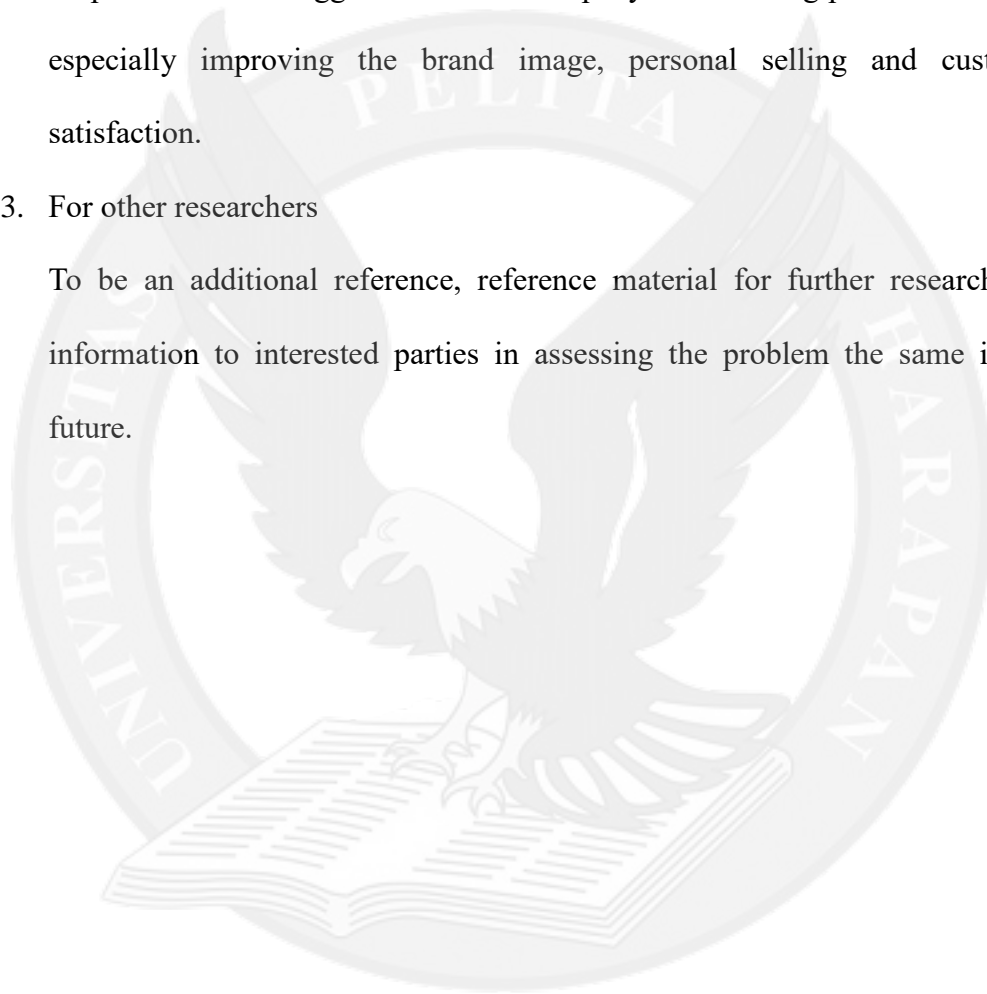 especially improving the brand image, personal selling and cust
satisfaction.
3. For other researchers
To be an additional reference, reference material for further research
information to interested parties in assessing the problem the same i
future.
UNIVERSITAS PELITA HARAPAN